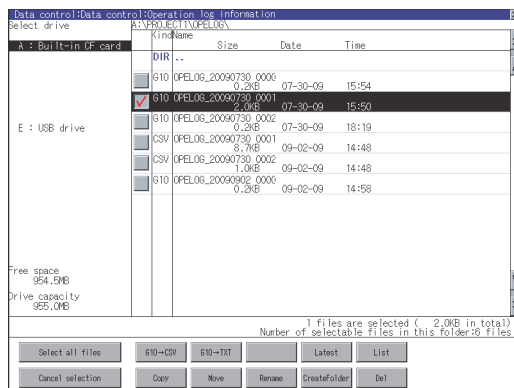 Data control:Data control:Operation log information
Select drive
A:\PROJECT1\OPELOG\
Kind Name
Size Date Time
A : Built-in CF card
DIR ..
G10 OPELOG_20090730_0000
0.2KB 07-30-09 15:54
G10 OPELOG_20090730_0001
2.0KB 07-30-09 15:50
G10 OPELOG_20090730_0002
0.2KB 07-30-09 18:19
E : USB drive
CSV OPELOG_20090730_0001
8.7KB 09-02-09 14:48
CSV OPELOG_20090730_0002
1.0KB 09-02-09 14:48
G10 OPELOG_20090902_0000
0.2KB 09-02-09 14:58
Free space
954.5MB
Drive capacity
955.0MB
1 files are selected ( 2.0KB in total)
Number of selectable files in this folder:6 files
Select all files G10→CSV G10→TXT Latest List
Cancel selection Copy Move Rename CreateFolder Del